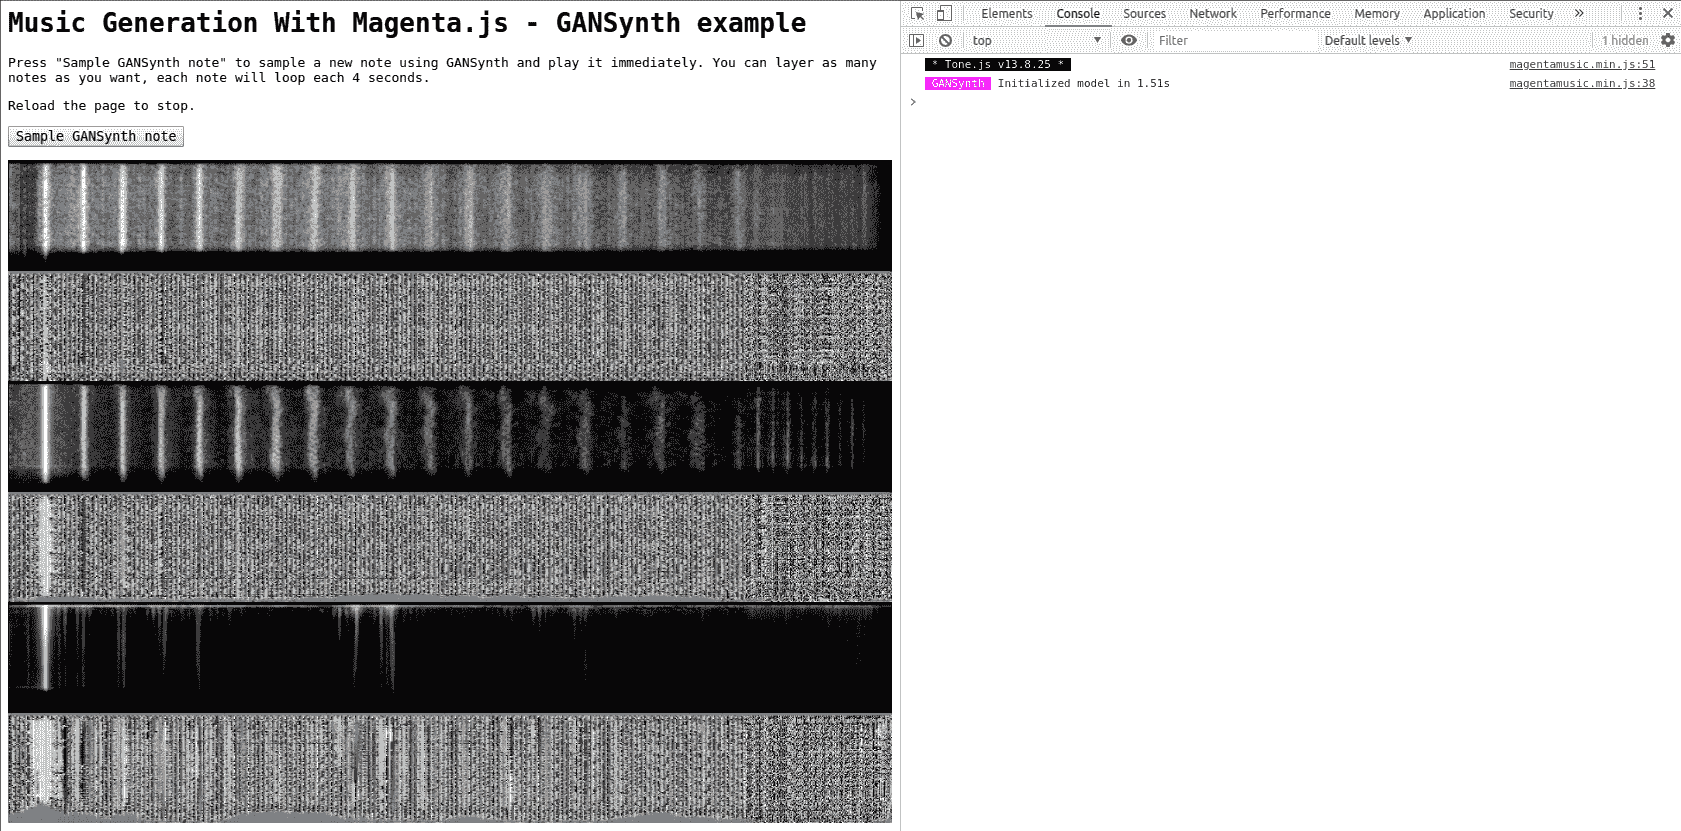 Music Generation With Magenta.js - GANSynth example
Press "Sample GANSynth note" to sample a new note using GANSynth and play it immediately. You can layer as many
notes as you want, each note will loop each 4 seconds.
Reload the page to stop.
Sample GANSynth note
Elements Console Sources Network Performance Memory Application Security »
top Filter Default levels 1 hidden
* Tone.js v13.8.25 * magentamusic.min.js:51
GANSynth Initialized model in 1.51s magentamusic.min.js:38
>